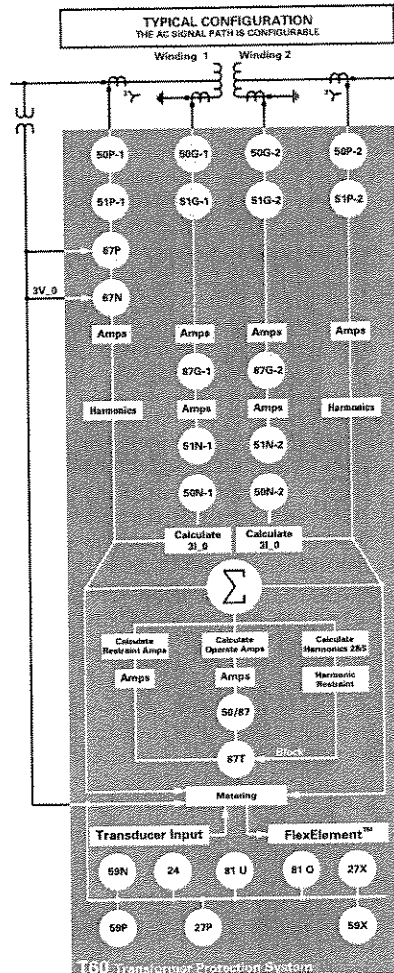 TYPICAL CONFIGURATION
THE AC SIGNAL PATH IS CONFIGURABLE
Winding 1 Winding 2
50P-1 50G-1 50G-2 50P-2
51P-1 51G-1 51G-2 51P-2
67P
3V_0
67N
Amps Amps Amps Amps
87G-1 87G-2
Harmonics Amps Amps Harmonics
51N-1 51N-2
50N-1 50N-2
Calculate 3I_0 Calculate 3I_0
Σ
Calculate Restraint Amps Calculate Operate Amps Calculate Harmonics 2&5
Amps Amps Harmonic Restraint
50/87
Block
87T
Metering
Transducer Input FlexElement™
59N 24 81 U 81 O 27X
59P 27P 59X
T60 Transformer Protection System